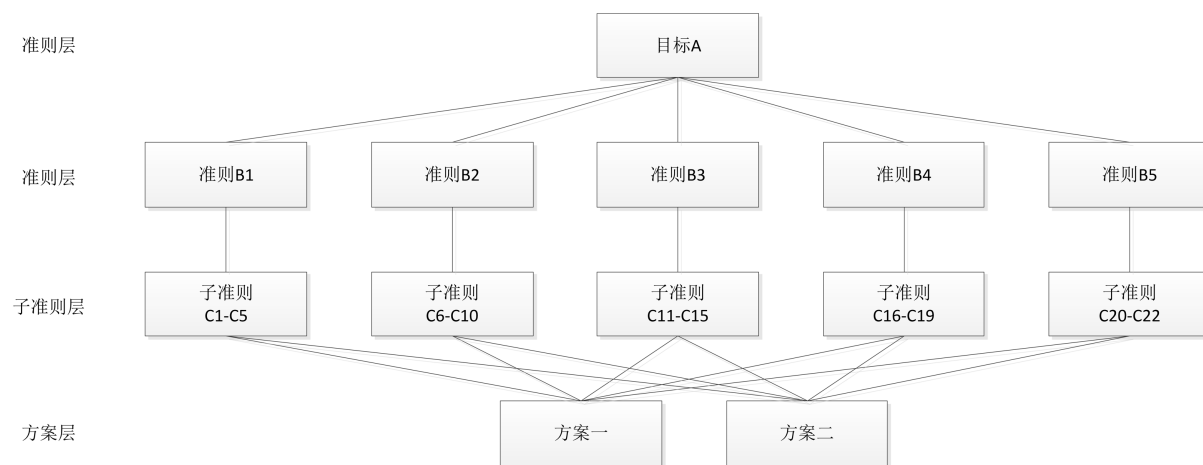 准则层
目标A
准则层
准则B1
准则B2
准则B3
准则B4
准则B5
子准则层
子准则
C1-C5
子准则
C6-C10
子准则
C11-C15
子准则
C16-C19
子准则
C20-C22
方案层
方案一
方案二